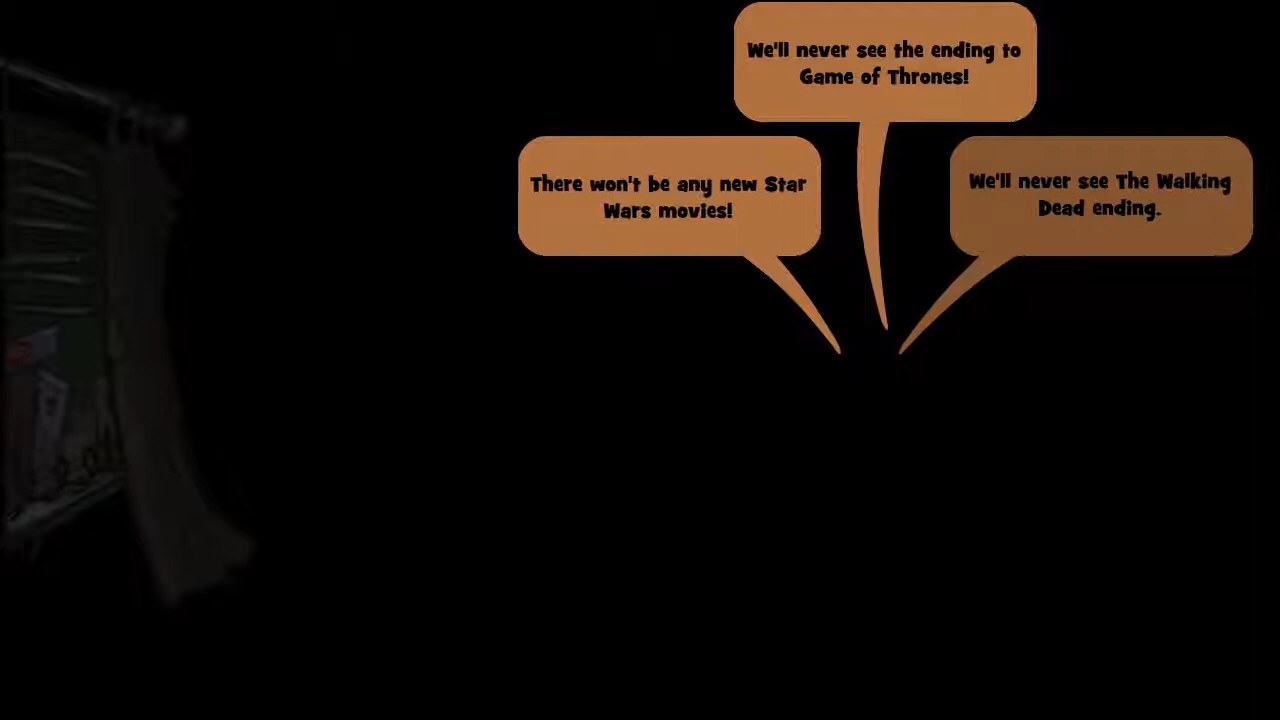 We'll never see the ending to
Game of Thrones!
There won't be any new Star
Wars movies!
We'll never see The Walking
Dead ending.